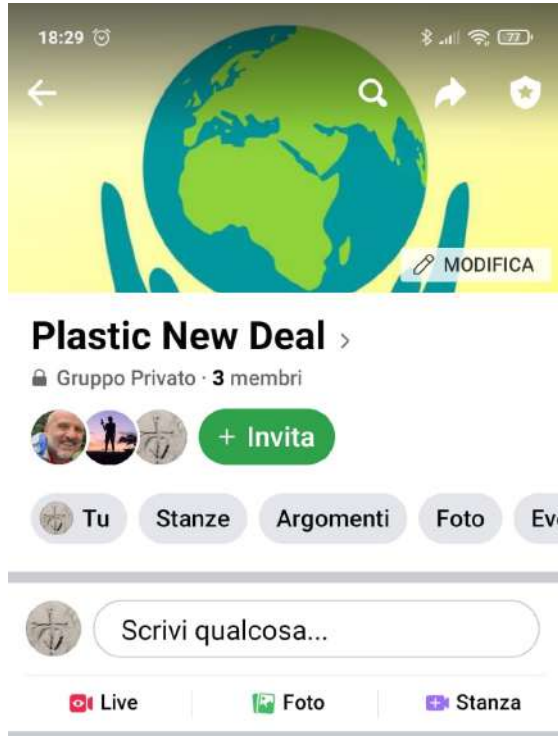 18:29
77
MODIFICA
Plastic New Deal
Gruppo Privato · 3 membri
+ Invita
Tu Stanze Argomenti Foto Eve
Scrivi qualcosa...
Live Foto Stanza